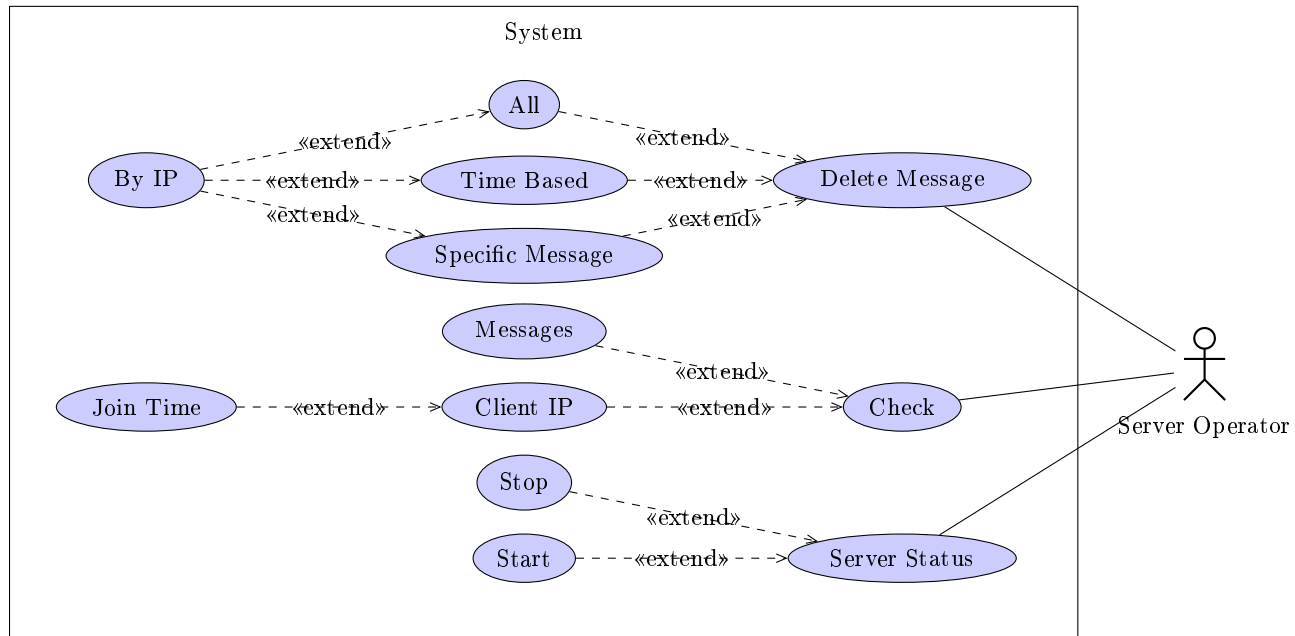 System
All
«extend»
«extend»
By IP
«extend»
Time Based
«extend»
Delete Message
«extend»
«extend»
Specific Message
Messages
«extend»
Join Time
«extend»
Client IP
«extend»
Check
Server Operator
Stop
«extend»
Start
«extend»
Server Status